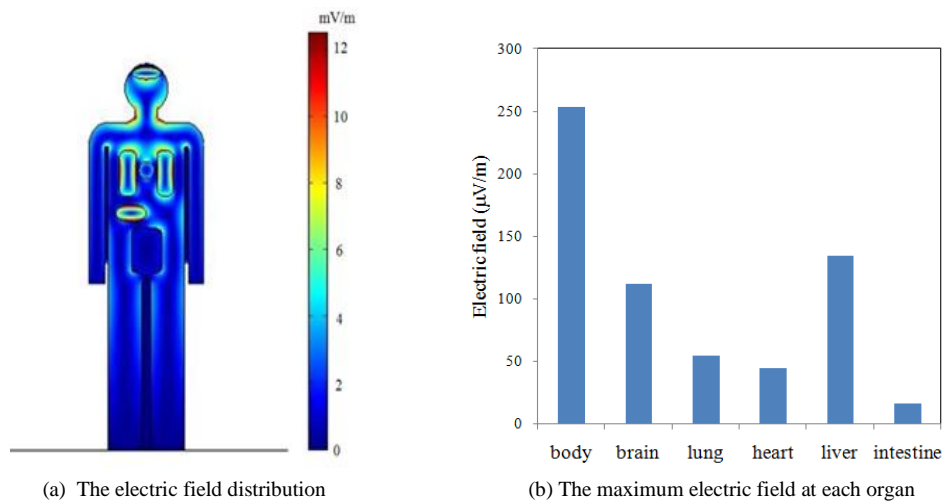 mV/m
12
10
8
6
4
2
0
(a) The electric field distribution
Electric field (µV/m)
300
250
200
150
100
50
0
body brain lung heart liver intestine
(b) The maximum electric field at each organ